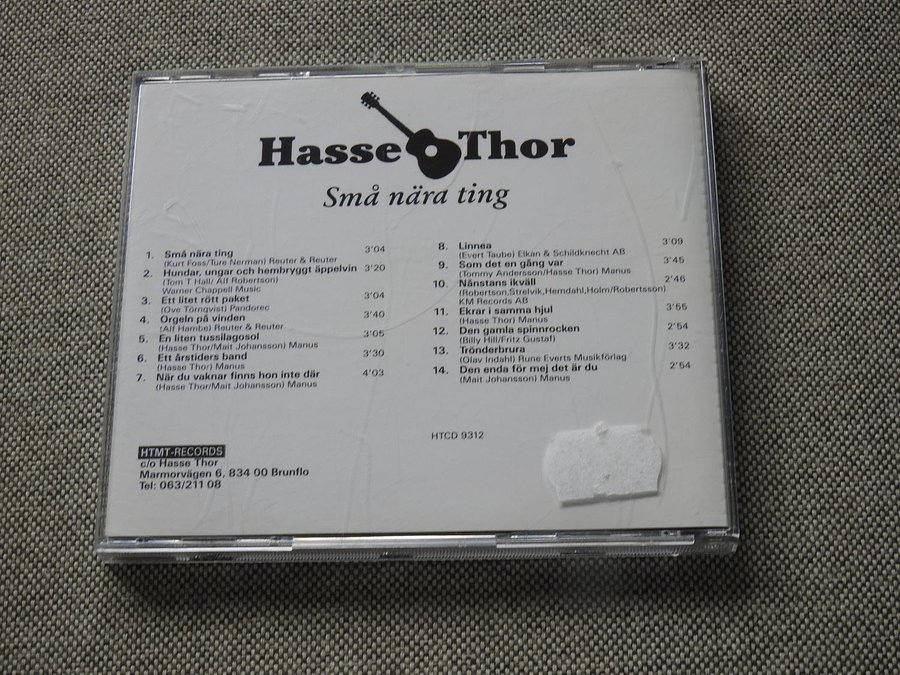 Hasse Thor
Små nära ting
1. Små nära ting 3'04
(Kurt Foss/Ture Nerman) Reuter & Reuter
2. Hundar, ungar och hembryggt äppelvin 3'20
(Tom T Hall/ Alf Robertson)
Warner Chappell Music
3. Ett litet rött paket 3'04
(Ove Törnqvist) Pandorec
4. Orgeln på vinden 3'40
(Alf Hambe) Reuter & Reuter
5. En liten tussilagosol 3'05
(Hasse Thor/Mait Johansson) Manus
6. Ett årstiders band 3'30
(Hasse Thor) Manus
7. När du vaknar finns hon inte där 4'03
(Hasse Thor/Mait Johansson) Manus
8. Linnea 3'09
(Evert Taube) Elkan & Schildknecht AB
9. Som det en gång var 3'45
(Tommy Andersson/Hasse Thor) Manus
10. Nånstans ikväll 2'46
(Robertson,Strelvik,Hemdahl,Holm/Robertsson)
KM Records AB
11. Ekrar i samma hjul 3'55
(Hasse Thor) Manus
12. Den gamla spinnrocken 2'54
(Billy Hill/Fritz Gustaf)
13. Trönderbrura 3'32
(Olav Indahl) Rune Everts Musikförlag
14. Den enda för mej det är du 2'54
(Mait Johansson) Manus
HTCD 9312
HTMT-RECORDS
c/o Hasse Thor
Marmorvägen 6, 834 00 Brunflo
Tel: 063/211 08